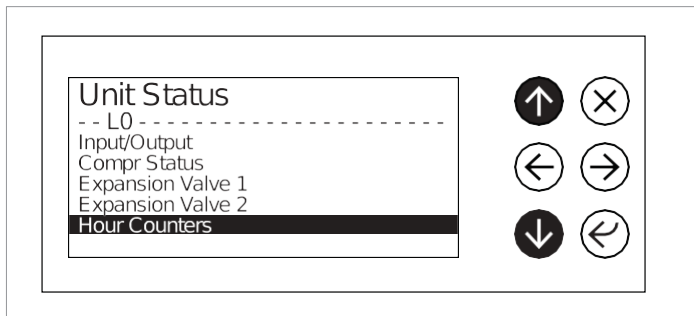 Unit Status
- - L0 - - - - - - - - - - - - - - - - - - - - - -
Input/Output
Compr Status
Expansion Valve 1
Expansion Valve 2
Hour Counters